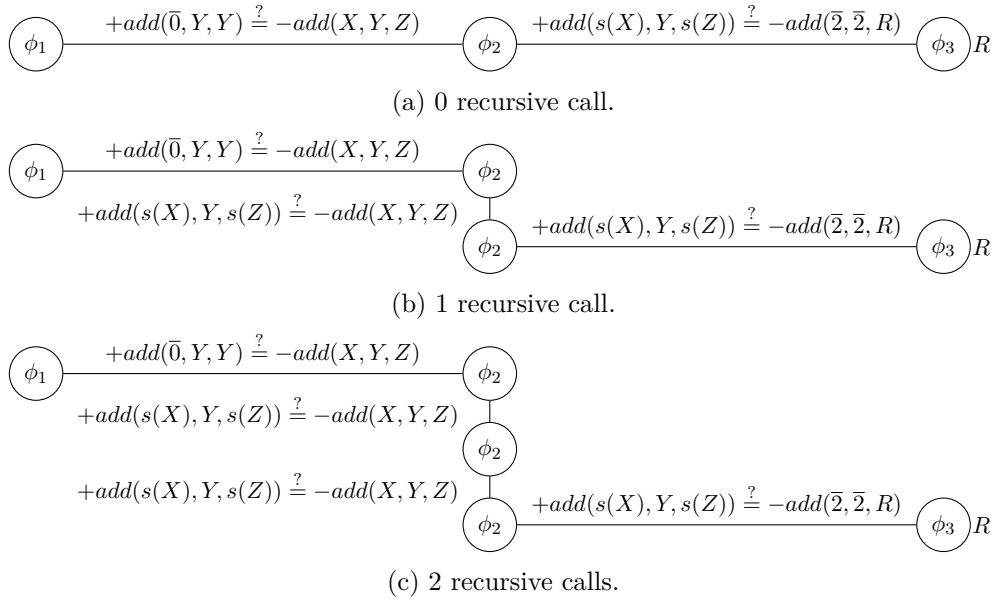 ϕ₁ +add(0̅, Y, Y) ≟ −add(X, Y, Z) ϕ₂ +add(s(X), Y, s(Z)) ≟ −add(2̅, 2̅, R) ϕ₃ R
(a) 0 recursive call.
ϕ₁ +add(0̅, Y, Y) ≟ −add(X, Y, Z) ϕ₂
+add(s(X), Y, s(Z)) ≟ −add(X, Y, Z)
ϕ₂ +add(s(X), Y, s(Z)) ≟ −add(2̅, 2̅, R) ϕ₃ R
(b) 1 recursive call.
ϕ₁ +add(0̅, Y, Y) ≟ −add(X, Y, Z) ϕ₂
+add(s(X), Y, s(Z)) ≟ −add(X, Y, Z)
ϕ₂
+add(s(X), Y, s(Z)) ≟ −add(X, Y, Z)
ϕ₂ +add(s(X), Y, s(Z)) ≟ −add(2̅, 2̅, R) ϕ₃ R
(c) 2 recursive calls.